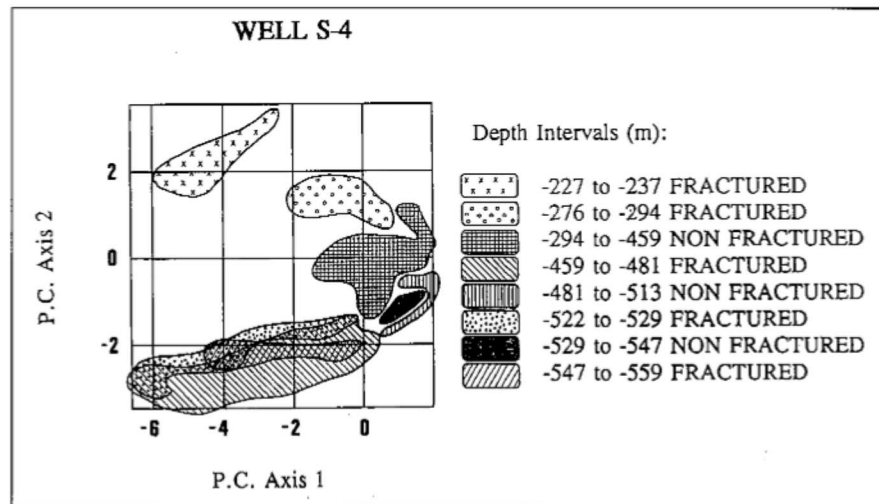 WELL S-4
Depth Intervals (m):
-227 to -237 FRACTURED
-276 to -294 FRACTURED
-294 to -459 NON FRACTURED
-459 to -481 FRACTURED
-481 to -513 NON FRACTURED
-522 to -529 FRACTURED
-529 to -547 NON FRACTURED
-547 to -559 FRACTURED
P.C. Axis 2
2
0
-2
-6 -4 -2 0
P.C. Axis 1